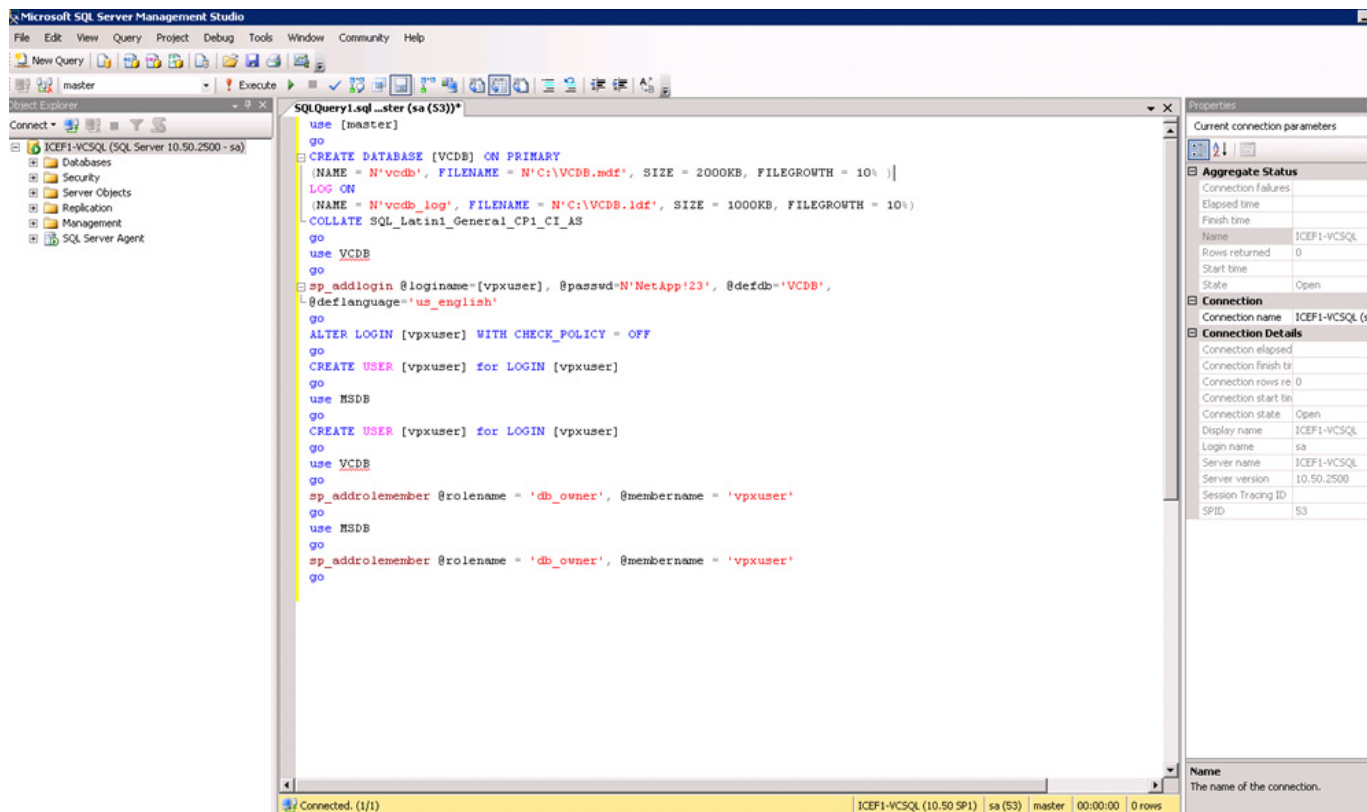 Microsoft SQL Server Management Studio
File Edit View Query Project Debug Tools Window Community Help
New Query
master Execute
Object Explorer
Connect
ICEF1-VCSQL (SQL Server 10.50.2500 - sa)
Databases
Security
Server Objects
Replication
Management
SQL Server Agent
SQLQuery1.sql ...ster (sa (53))*
use [master]
go
CREATE DATABASE [VCDB] ON PRIMARY
(NAME = N'vcdb', FILENAME = N'C:\VCDB.mdf', SIZE = 2000KB, FILEGROWTH = 10% )
LOG ON
(NAME = N'vcdb_log', FILENAME = N'C:\VCDB.ldf', SIZE = 1000KB, FILEGROWTH = 10%)
COLLATE SQL_Latin1_General_CP1_CI_AS
go
use VCDB
go
sp_addlogin @loginame=[vpxuser], @passwd=N'NetApp!23', @defdb='VCDB',
@deflanguage='us_english'
go
ALTER LOGIN [vpxuser] WITH CHECK_POLICY = OFF
go
CREATE USER [vpxuser] for LOGIN [vpxuser]
go
use MSDB
go
CREATE USER [vpxuser] for LOGIN [vpxuser]
go
use VCDB
go
sp_addrolemember @rolename = 'db_owner', @membername = 'vpxuser'
go
use MSDB
go
sp_addrolemember @rolename = 'db_owner', @membername = 'vpxuser'
go
Connected. (1/1) ICEF1-VCSQL (10.50 SP1) sa (53) master 00:00:00 0 rows
Properties
Current connection parameters
Aggregate Status
Connection failures
Elapsed time
Finish time
Name ICEF1-VCSQL
Rows returned 0
Start time
State Open
Connection
Connection name ICEF1-VCSQL (s
Connection Details
Connection elapsed
Connection finish tir
Connection rows re 0
Connection start tin
Connection state Open
Display name ICEF1-VCSQL
Login name sa
Server name ICEF1-VCSQL
Server version 10.50.2500
Session Tracing ID
SPID 53
Name
The name of the connection.